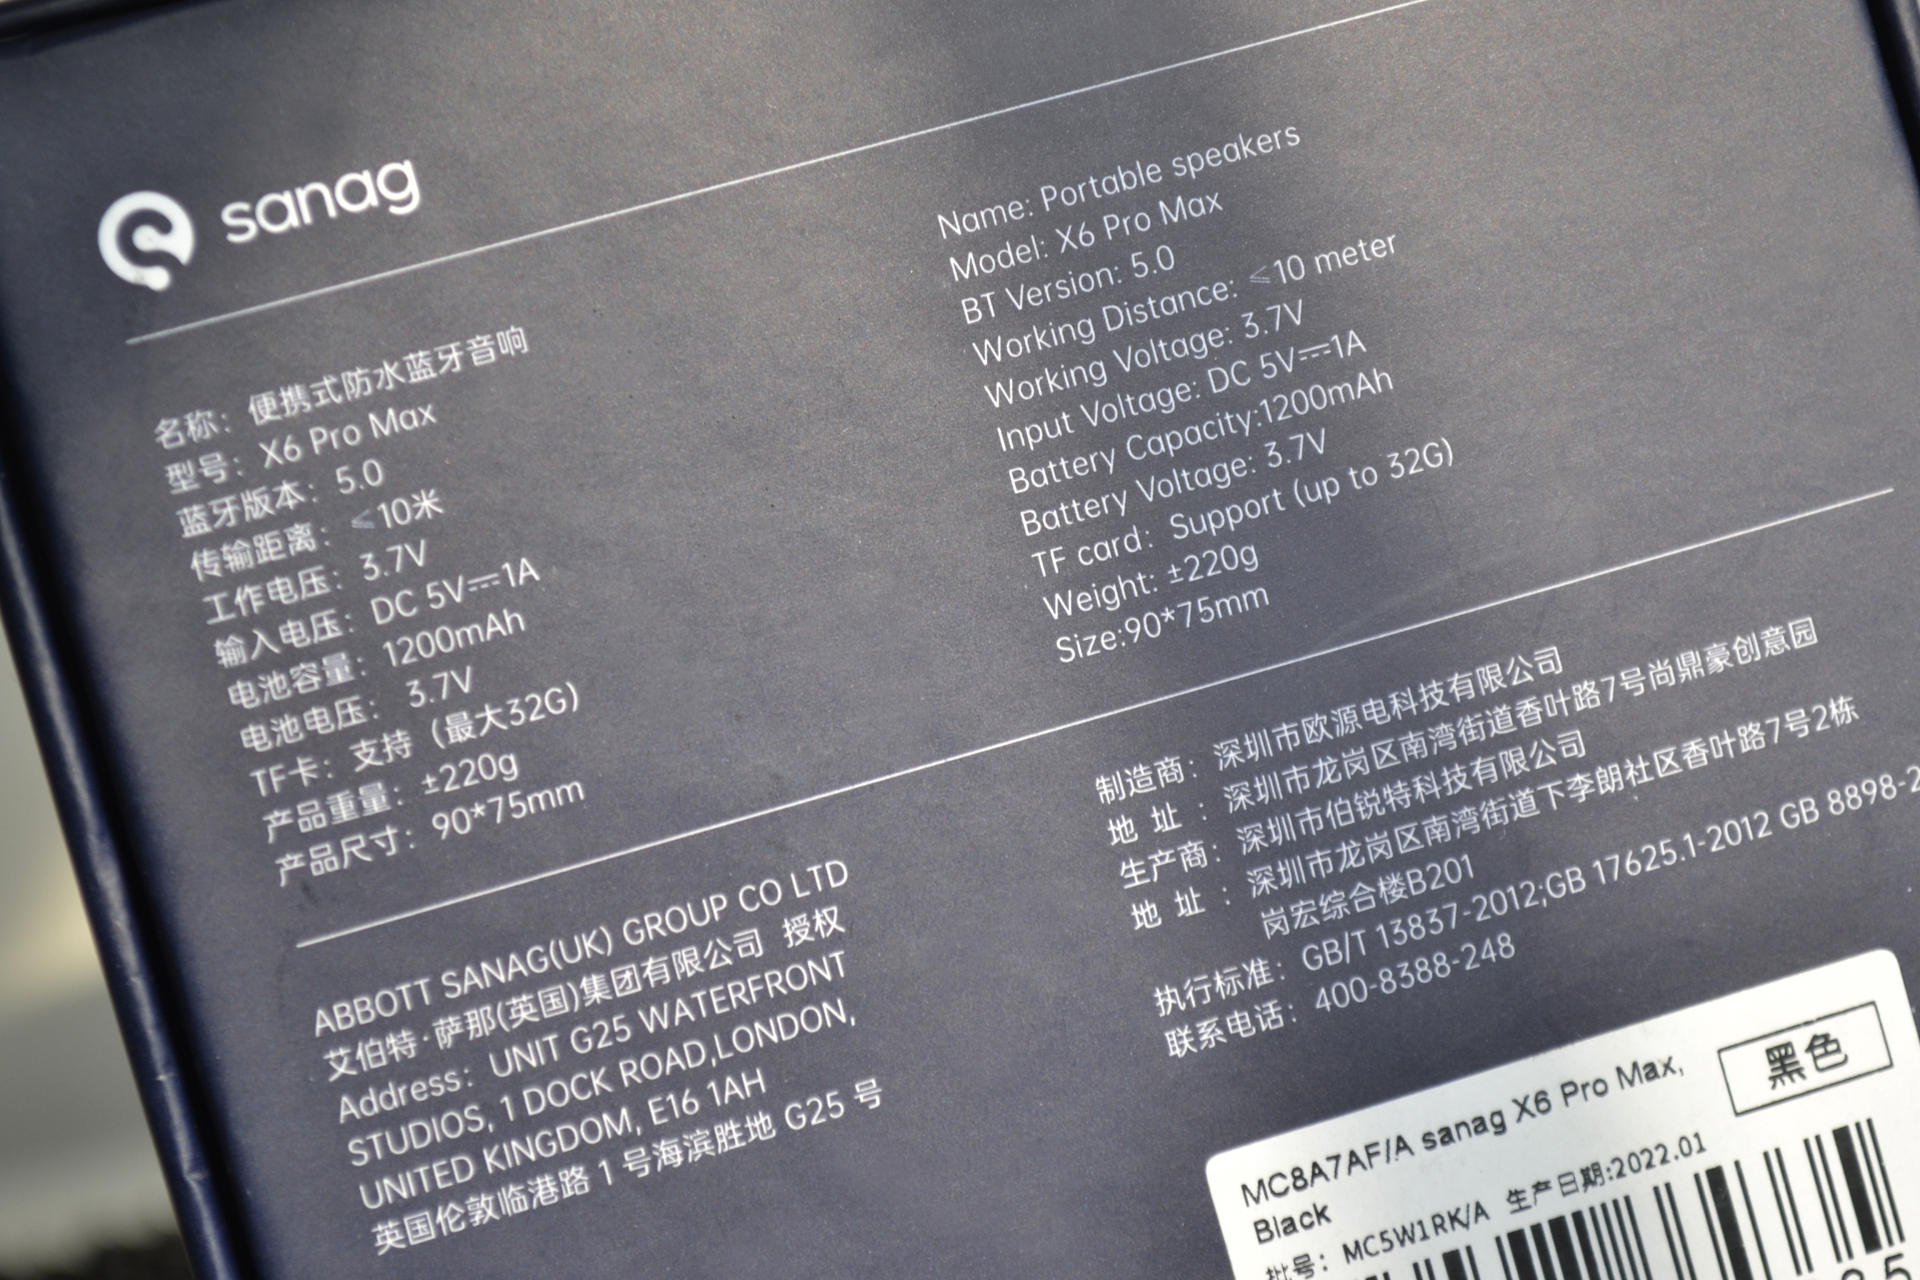 sanag
名称：便携式防水蓝牙音响
型号：X6 Pro Max
蓝牙版本：5.0
传输距离：≤10米
工作电压：3.7V
输入电压：DC 5V⎓1A
电池容量：1200mAh
电池电压：3.7V
TF卡：支持（最大32G)
产品重量：±220g
产品尺寸：90*75mm
Name: Portable speakers
Model: X6 Pro Max
BT Version: 5.0
Working Distance: ≤10 meter
Working Voltage: 3.7V
Input Voltage: DC 5V⎓1A
Battery Capacity:1200mAh
Battery Voltage: 3.7V
TF card: Support (up to 32G)
Weight: ±220g
Size:90*75mm
ABBOTT SANAG(UK) GROUP CO LTD
艾伯特·萨那(英国)集团有限公司 授权
Address: UNIT G25 WATERFRONT
STUDIOS, 1 DOCK ROAD,LONDON,
UNITED KINGDOM, E16 1AH
英国伦敦临港路 1 号海滨胜地 G25 号
制造商：深圳市欧源电科技有限公司
地 址：深圳市龙岗区南湾街道香叶路7号尚鼎豪创意园
生产商：深圳市伯锐特科技有限公司
地 址：深圳市龙岗区南湾街道下李朗社区香叶路7号2栋
岗宏综合楼B201
执行标准：GB/T 13837-2012;GB 17625.1-2012 GB 8898-2
联系电话：400-8388-248
MC8A7AF/A sanag X6 Pro Max,
Black
黑色
批号：MC5W1RK/A 生产日期:2022.01